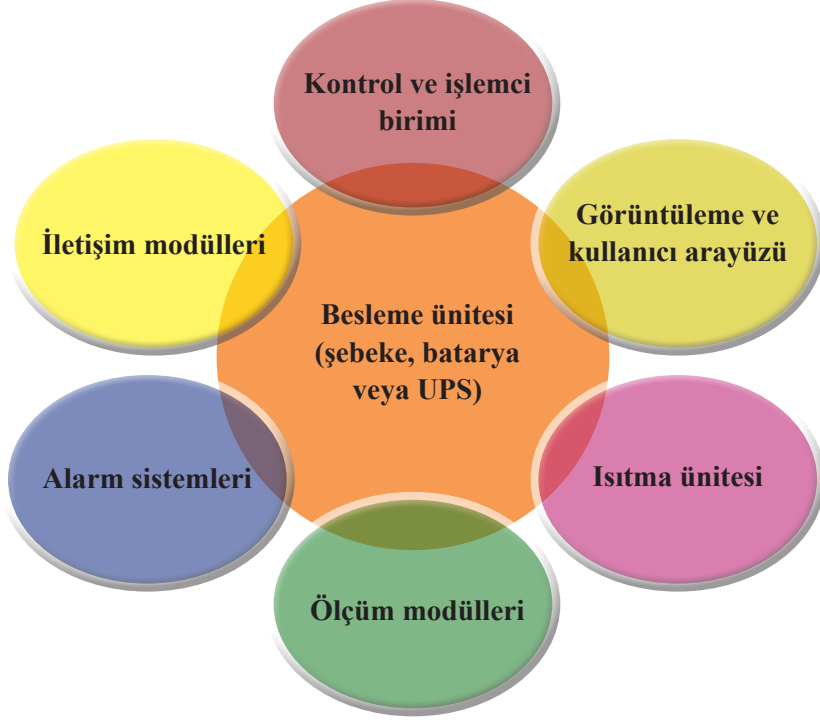 Kontrol ve işlemci
birimi
İletişim modülleri
Görüntüleme ve
kullanıcı arayüzü
Besleme ünitesi
(şebeke, batarya
veya UPS)
Alarm sistemleri
Isıtma ünitesi
Ölçüm modülleri